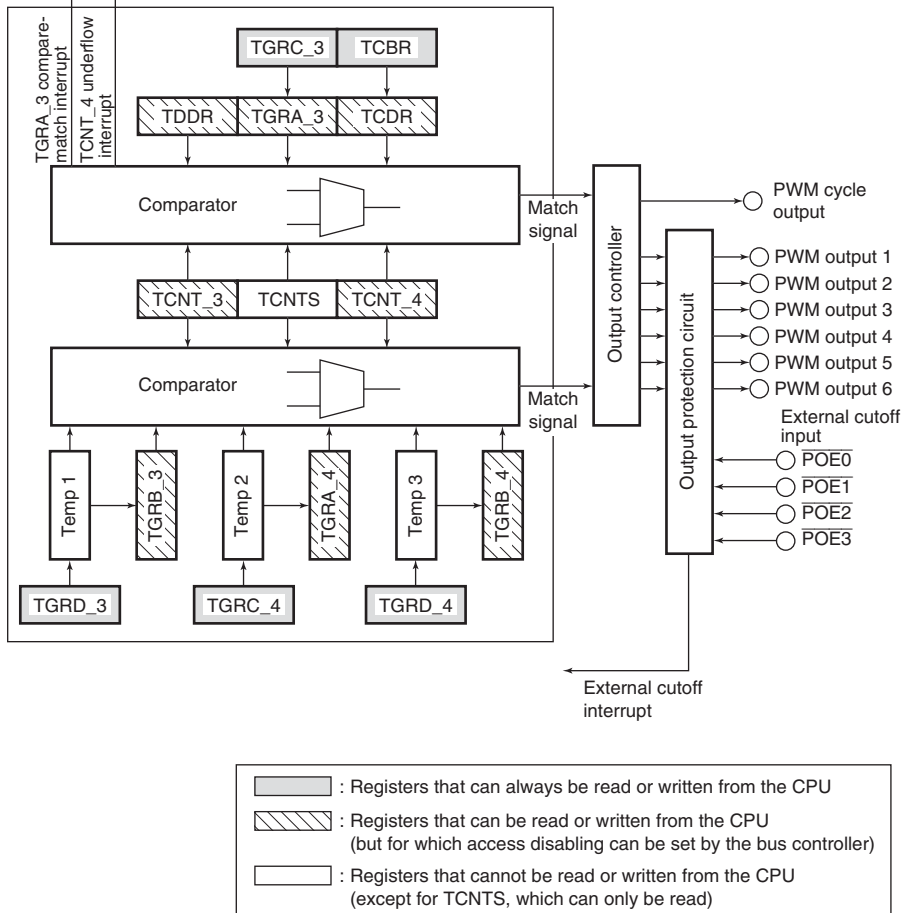 TGRA_3 compare-
match interrupt
TCNT_4 underflow
interrupt
TGRC_3 TCBR
TDDR TGRA_3 TCDR
Comparator
Match
signal
TCNT_3 TCNTS TCNT_4
Comparator
Match
signal
Output controller
Output protection circuit
PWM cycle
output
PWM output 1
PWM output 2
PWM output 3
PWM output 4
PWM output 5
PWM output 6
External cutoff
input
POE0
POE1
POE2
POE3
Temp 1
TGRB_3
Temp 2
TGRA_4
Temp 3
TGRB_4
TGRD_3 TGRC_4 TGRD_4
External cutoff
interrupt
: Registers that can always be read or written from the CPU
: Registers that can be read or written from the CPU
(but for which access disabling can be set by the bus controller)
: Registers that cannot be read or written from the CPU
(except for TCNTS, which can only be read)